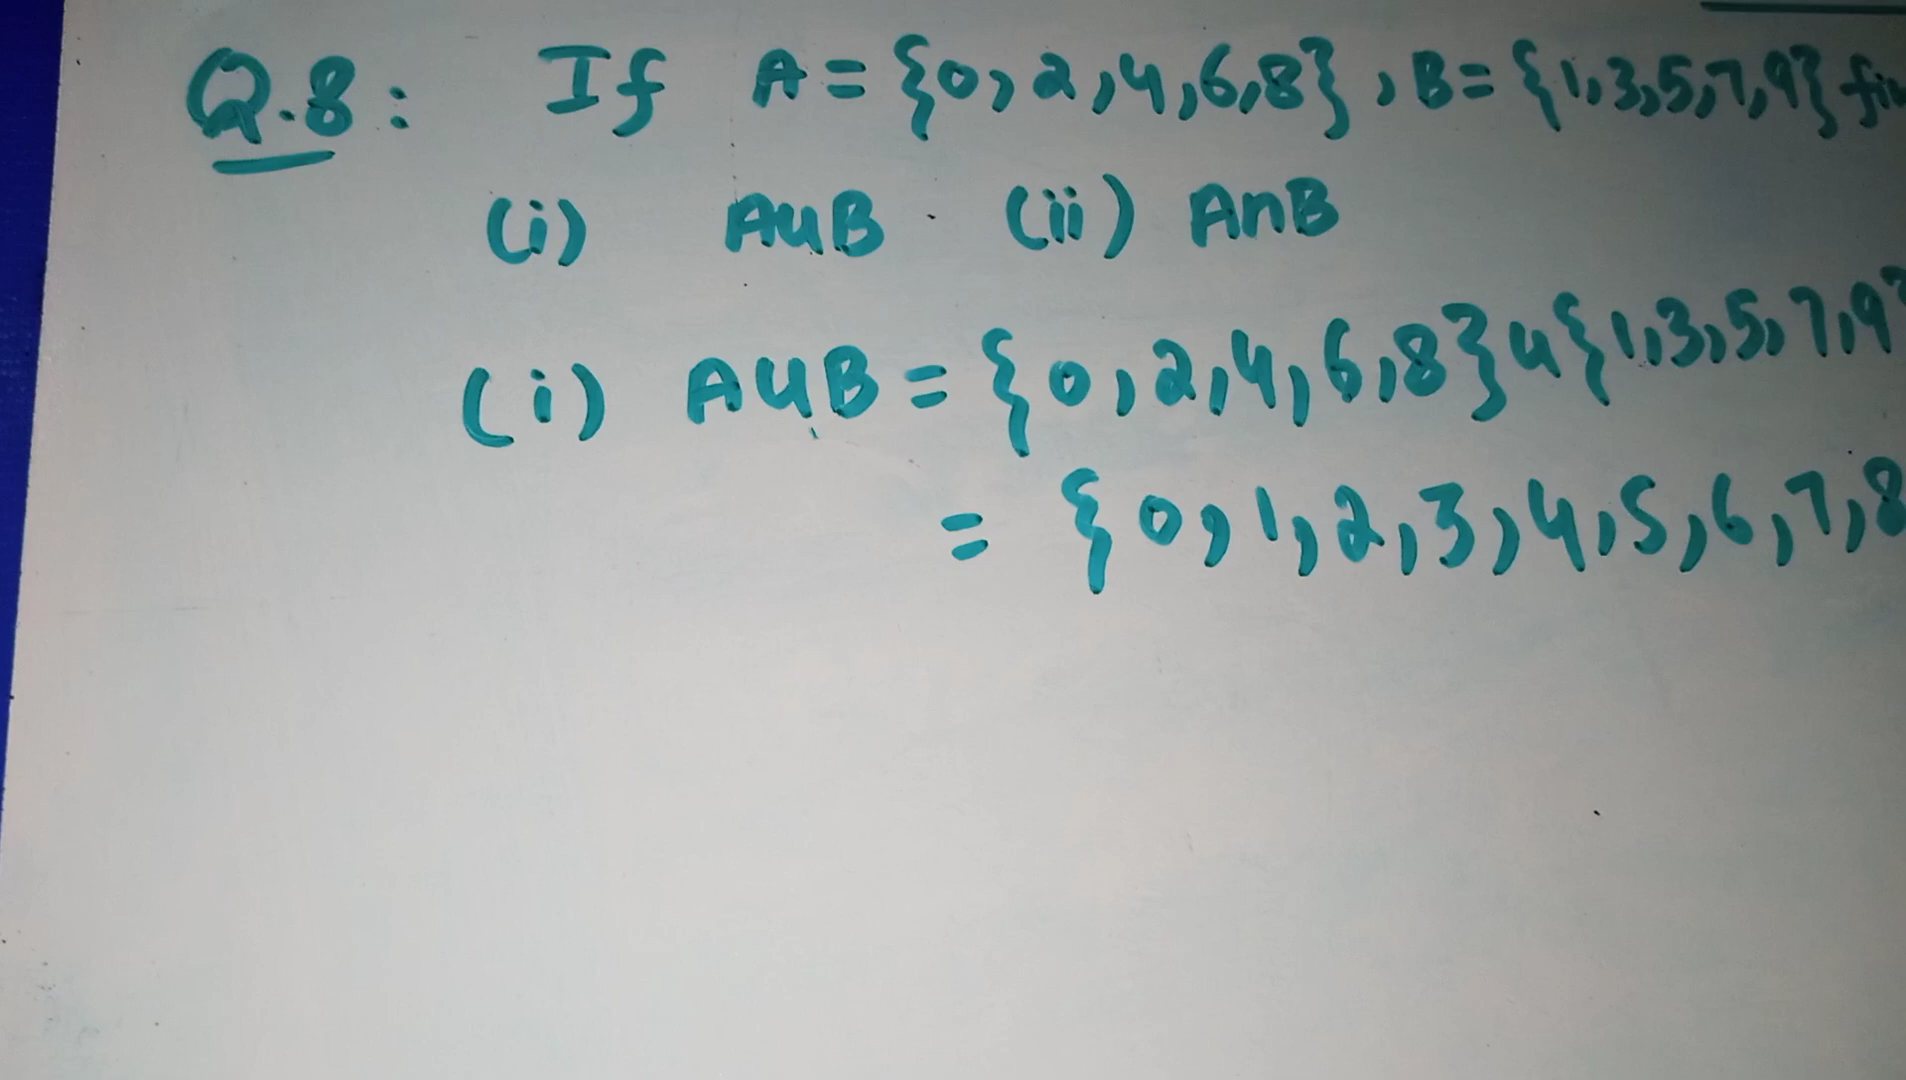 Q.8: If A = {0, 2, 4, 6, 8}, B = {1, 3, 5, 7, 9}
(i) A∪B (ii) A∩B
(i) A∪B = {0, 2, 4, 6, 8} ∪ {1, 3, 5, 7, 9}
= {0, 1, 2, 3, 4, 5, 6, 7, 8